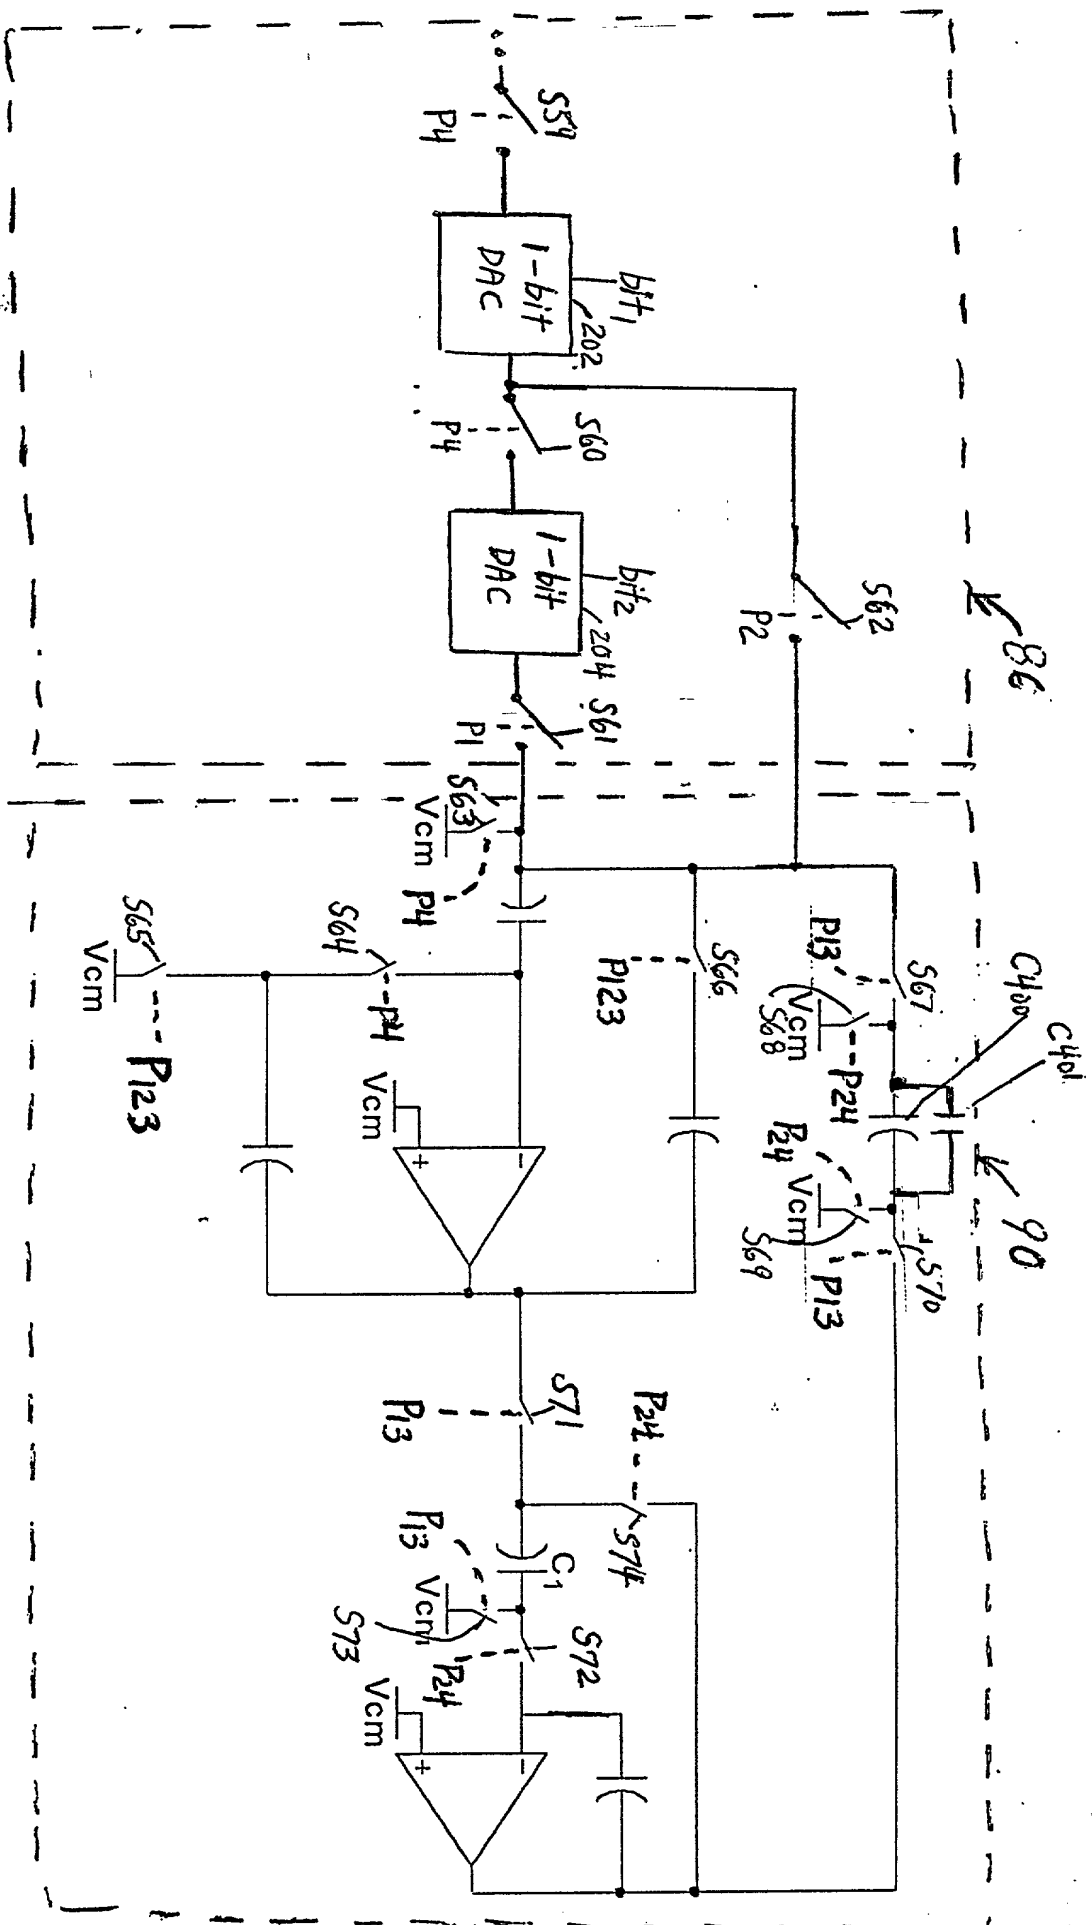 86
90
S59
P4
1-bit
DAC
bit1
202
S60
P4
1-bit
DAC
bit2
204
S61
P1
S62
P2
S63
Vcm
P4
S64
P4
S65
Vcm
P123
S66
P123
S67
P13
S68
Vcm
P24
C400
C401
P24
Vcm
S69
S70
P13
Vcm
+
-
S71
P13
P24
S74
C1
P13
Vcm
S73
S72
P24
Vcm
+
-